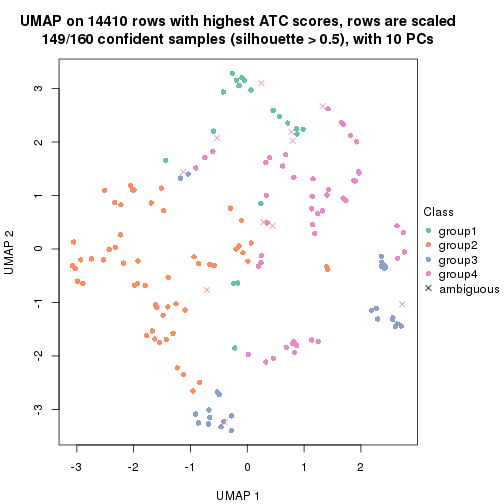 UMAP on 14410 rows with highest ATC scores, rows are scaled
149/160 confident samples (silhouette > 0.5), with 10 PCs
3
2
1
0
-1
-2
-3
UMAP 2
-3
-2
-1
0
1
2
UMAP 1
Class
group1
group2
group3
group4
ambiguous